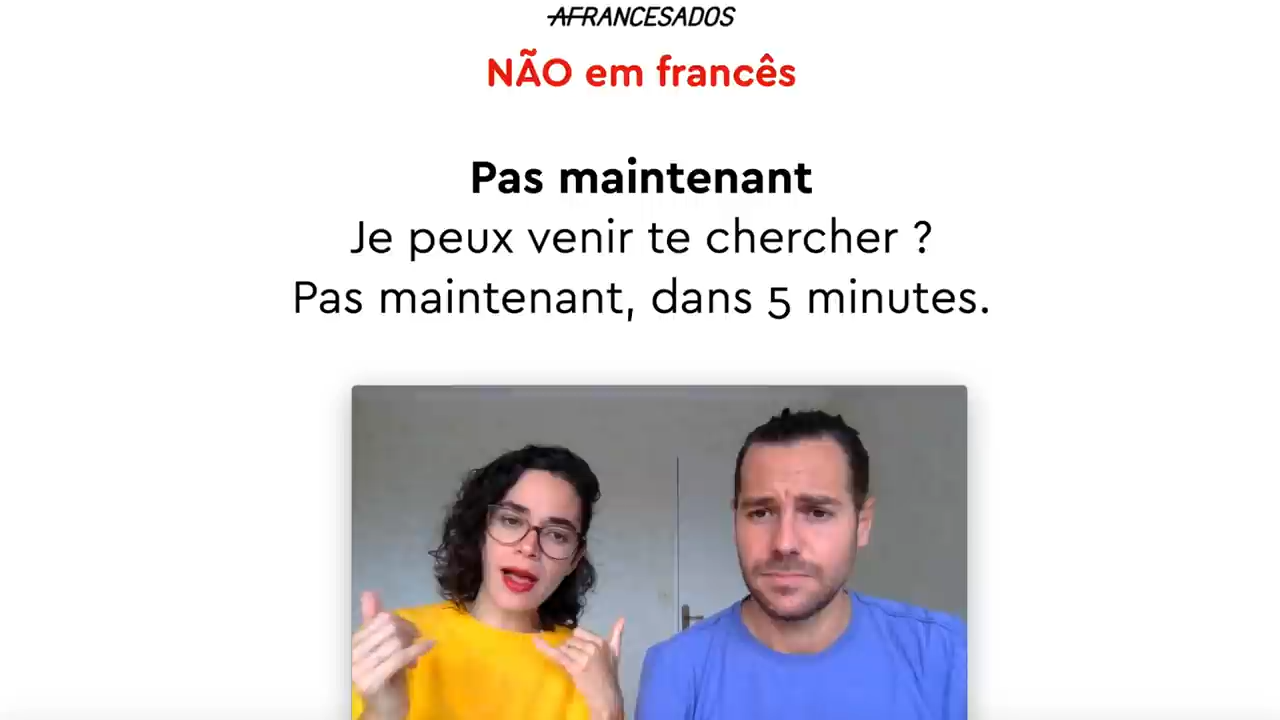 AFRANCESADOS
NÃO em francês
Pas maintenant
Je peux venir te chercher ?
Pas maintenant, dans 5 minutes.